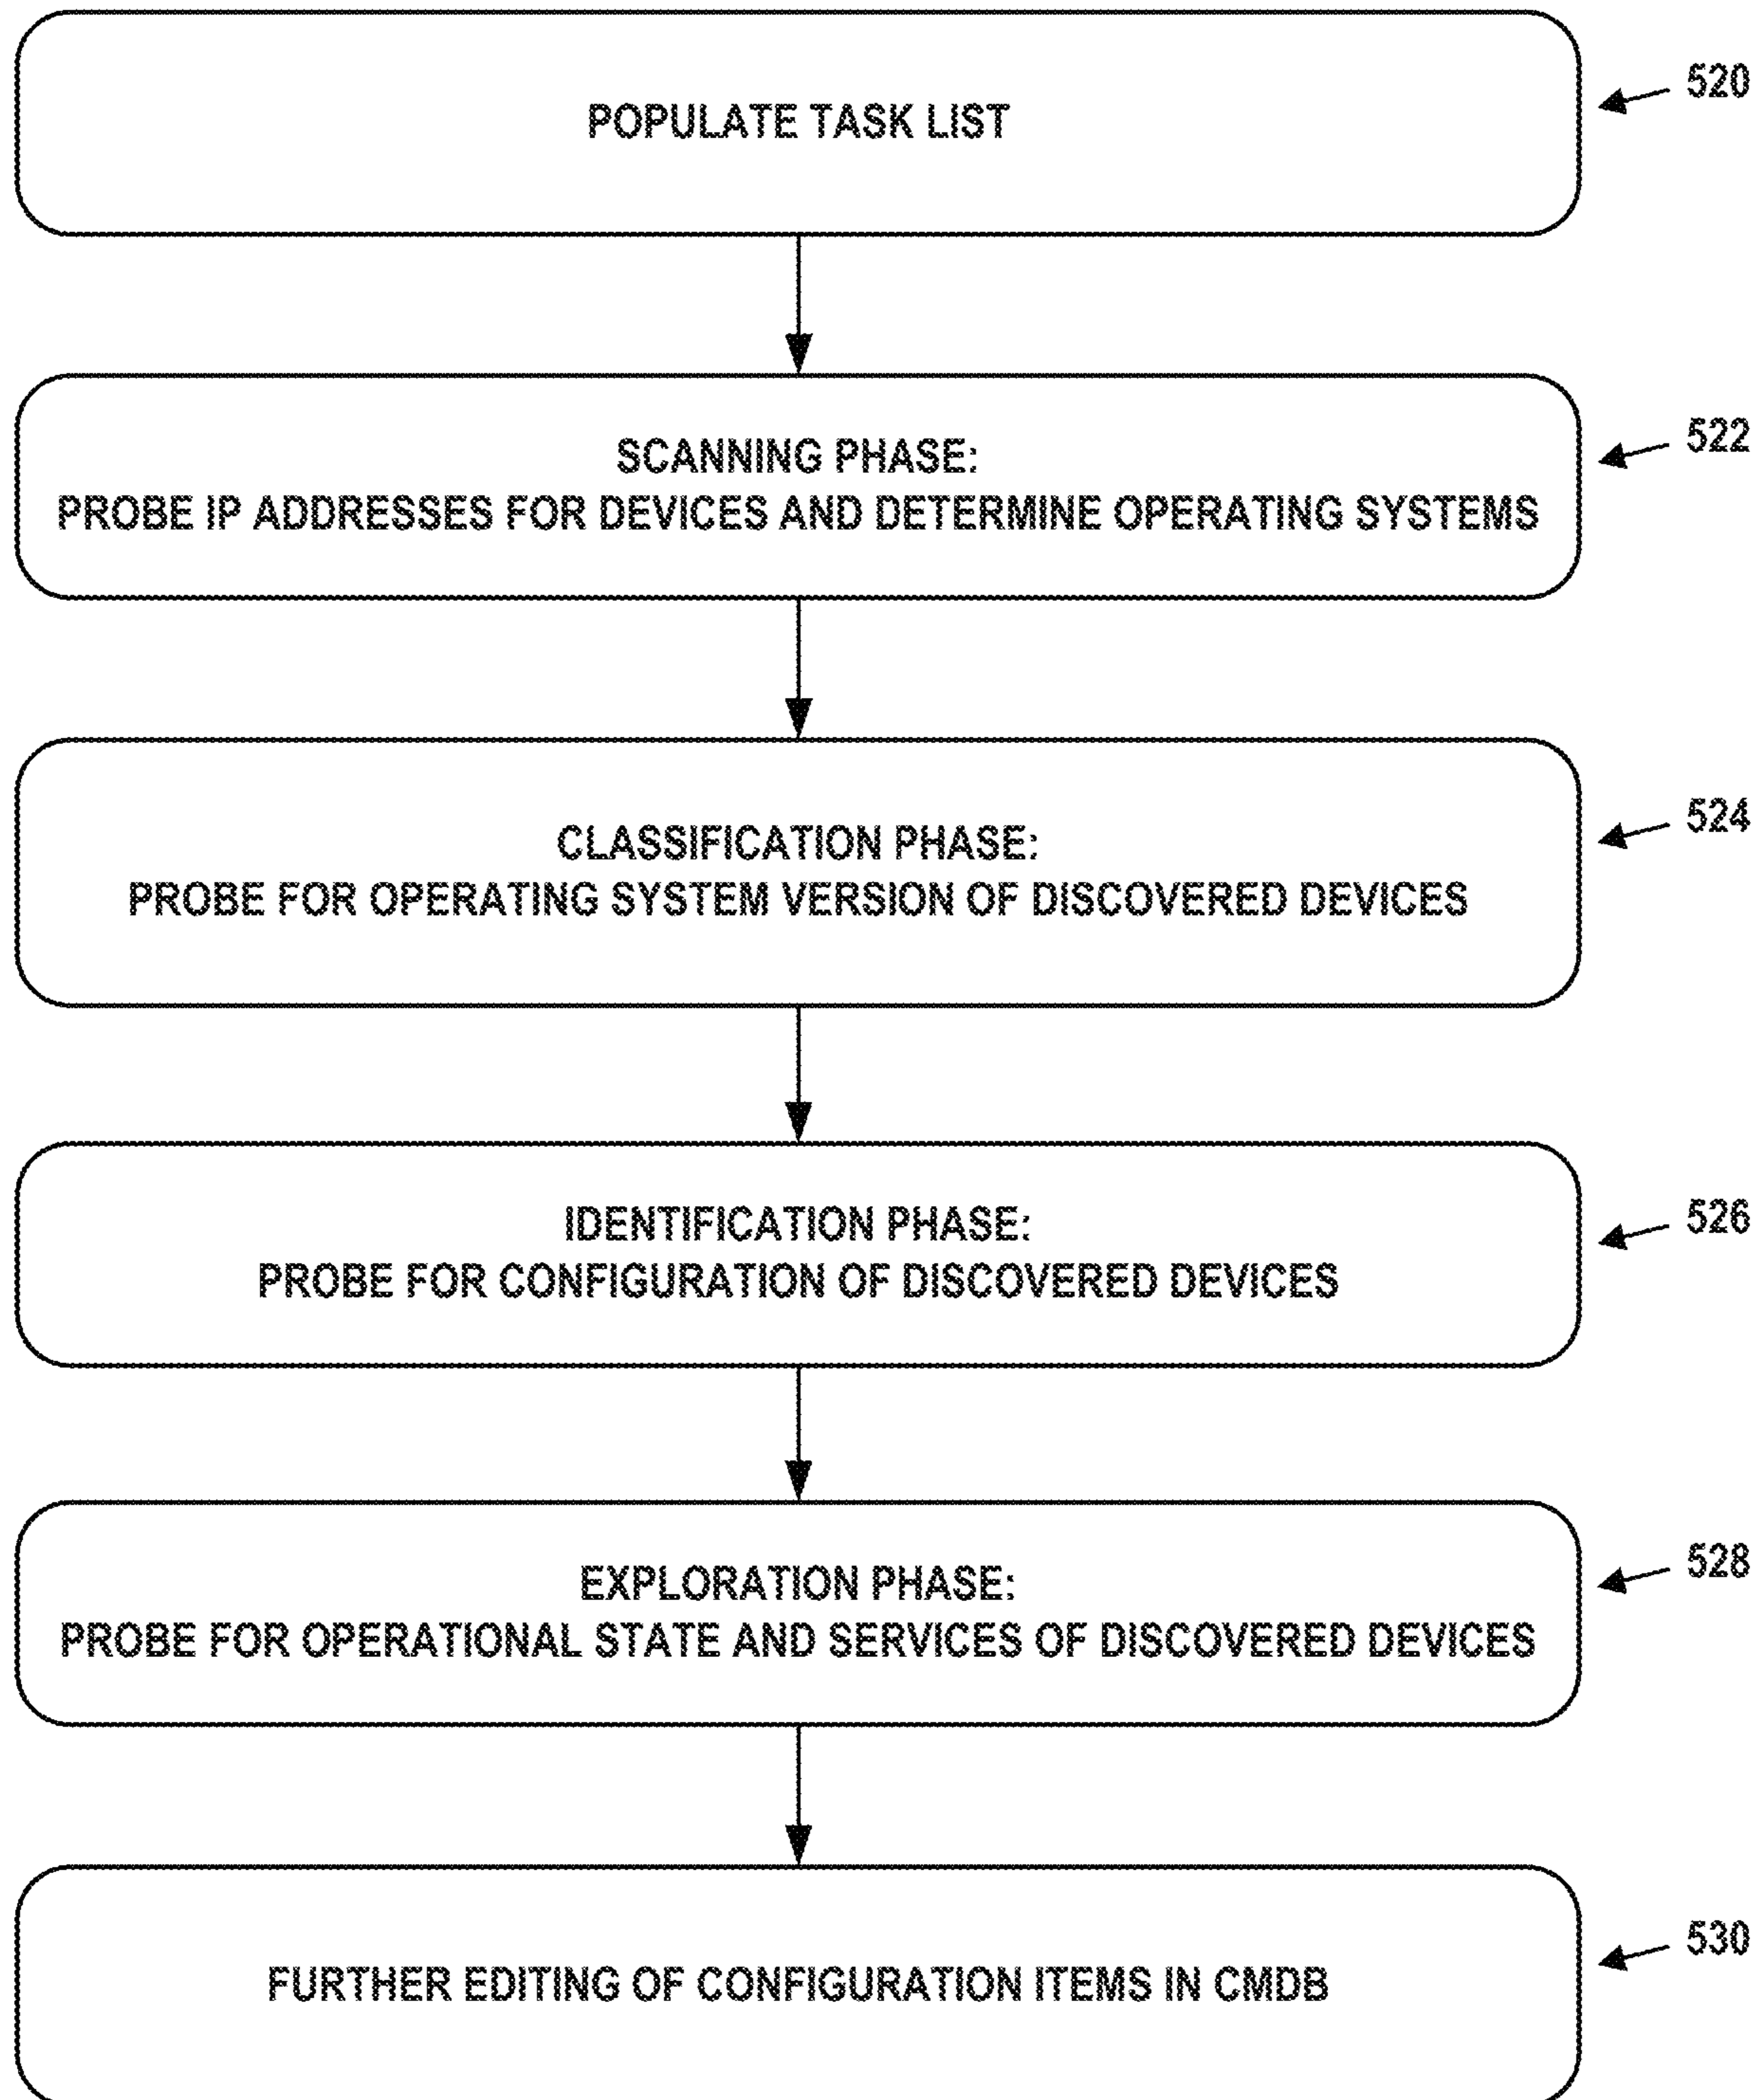 POPULATE TASK LIST
520
SCANNING PHASE:
PROBE IP ADDRESSES FOR DEVICES AND DETERMINE OPERATING SYSTEMS
522
CLASSIFICATION PHASE:
PROBE FOR OPERATING SYSTEM VERSION OF DISCOVERED DEVICES
524
IDENTIFICATION PHASE:
PROBE FOR CONFIGURATION OF DISCOVERED DEVICES
526
EXPLORATION PHASE:
PROBE FOR OPERATIONAL STATE AND SERVICES OF DISCOVERED DEVICES
528
FURTHER EDITING OF CONFIGURATION ITEMS IN CMDB
530